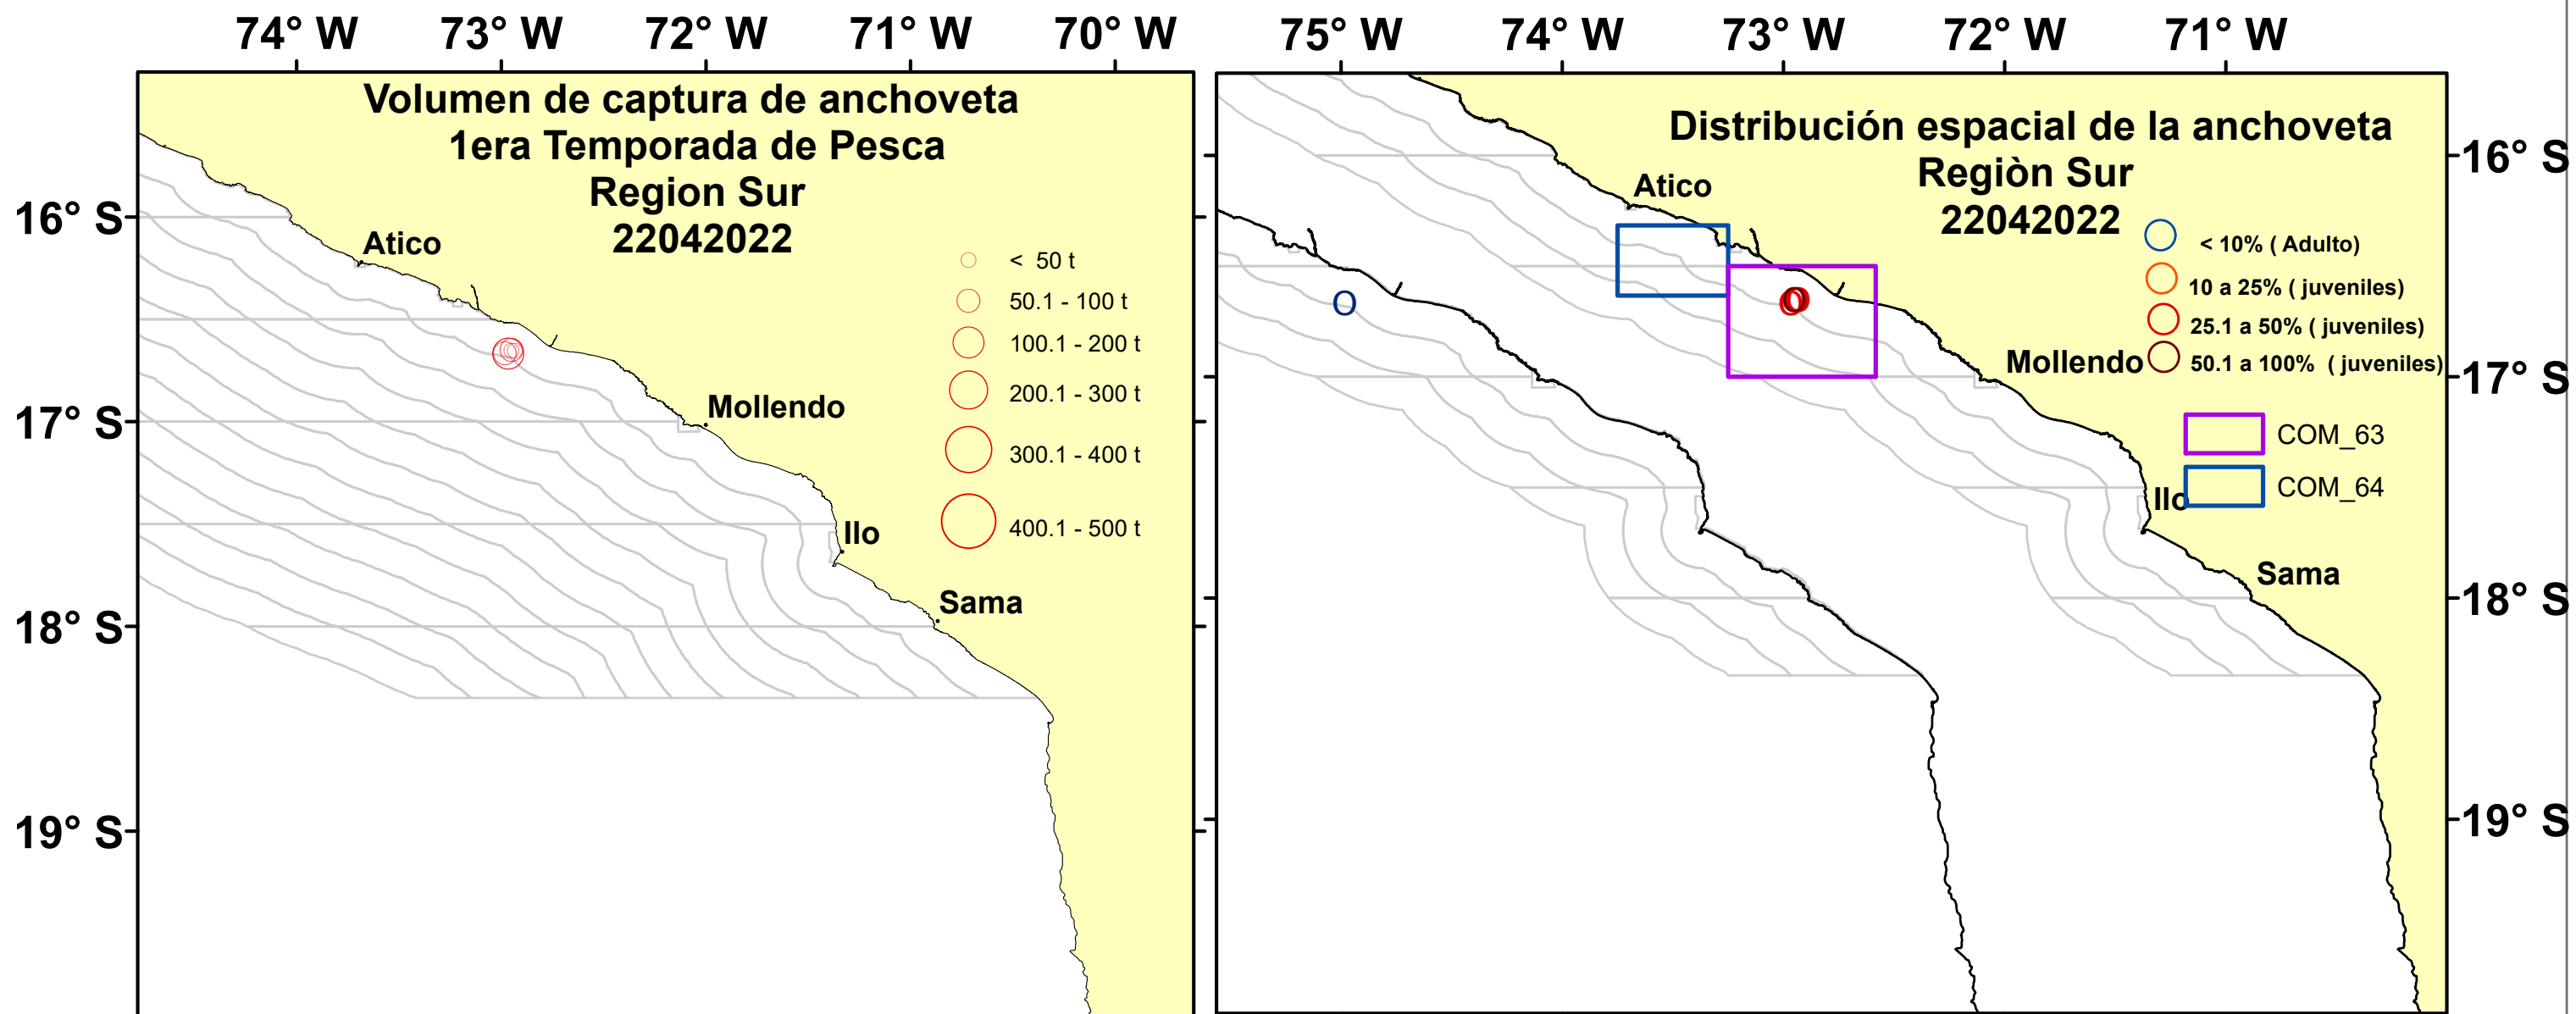 74° W 73° W 72° W 71° W 70° W
Volumen de captura de anchoveta
1era Temporada de Pesca
Region Sur
22042022
16° S
17° S
18° S
19° S
Atico
Mollendo
Ilo
Sama
< 50 t
50.1 - 100 t
100.1 - 200 t
200.1 - 300 t
300.1 - 400 t
400.1 - 500 t
75° W 74° W 73° W 72° W 71° W
Distribución espacial de la anchoveta
Regiòn Sur
22042022
Atico
Mollendo
Ilo
Sama
< 10% ( Adulto)
10 a 25% ( juveniles)
25.1 a 50% ( juveniles)
50.1 a 100% ( juveniles)
COM_63
COM_64
16° S
17° S
18° S
19° S